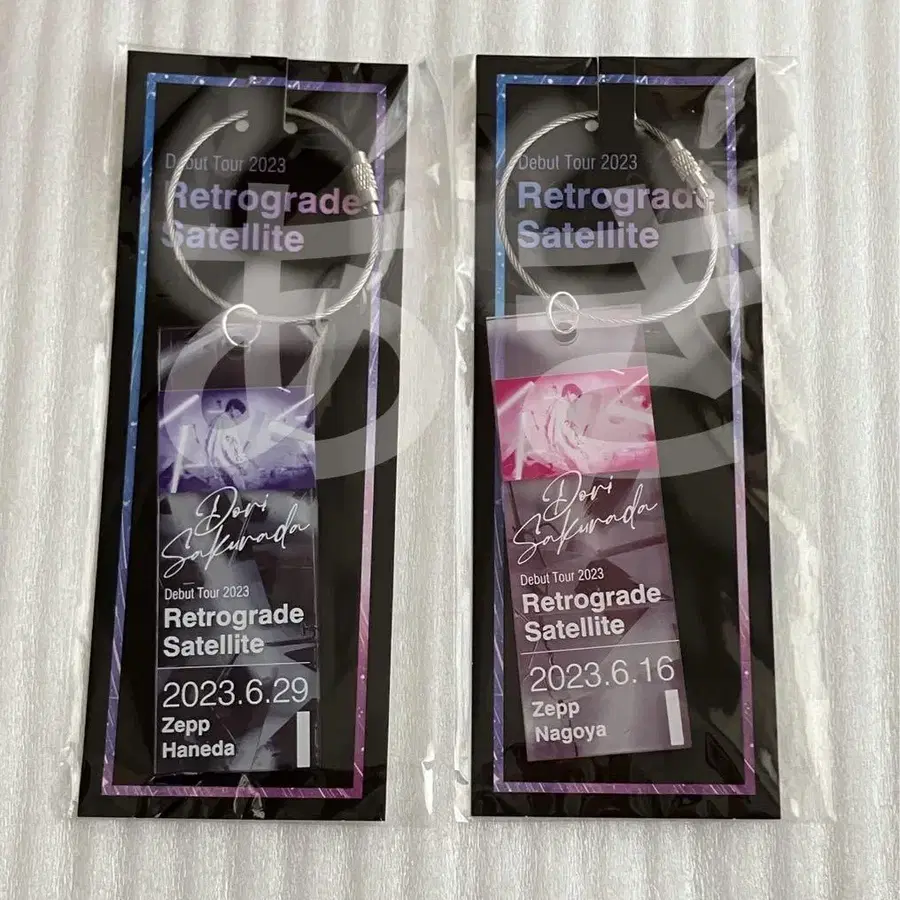 Debut Tour 2023
Retrograde
Satellite
Dori
Sakurada
Debut Tour 2023
Retrograde
Satellite
2023.6.29
Zepp
Haneda
Debut Tour 2023
Retrograde
Satellite
Dori
Sakurada
Debut Tour 2023
Retrograde
Satellite
2023.6.16
Zepp
Nagoya